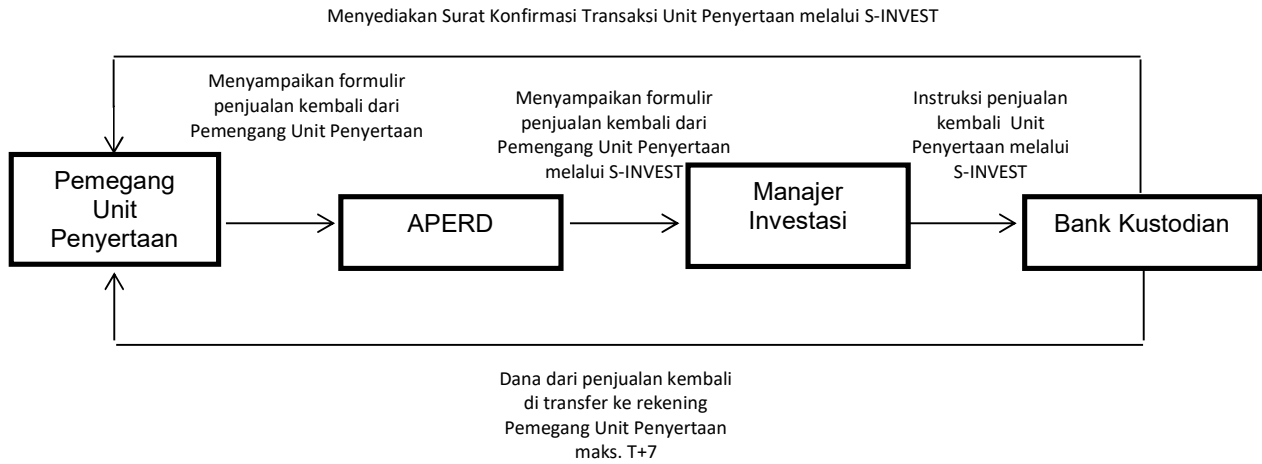 Menyediakan Surat Konfirmasi Transaksi Unit Penyertaan melalui S-INVEST
Menyampaikan formulir
penjualan kembali dari
Pemengang Unit Penyertaan
Menyampaikan formulir
penjualan kembali dari
Pemengang Unit Penyertaan
melalui S-INVEST
Instruksi penjualan
kembali Unit
Penyertaan melalui
S-INVEST
Pemegang
Unit
Penyertaan
APERD
Manajer
Investasi
Bank Kustodian
Dana dari penjualan kembali
di transfer ke rekening
Pemegang Unit Penyertaan
maks. T+7